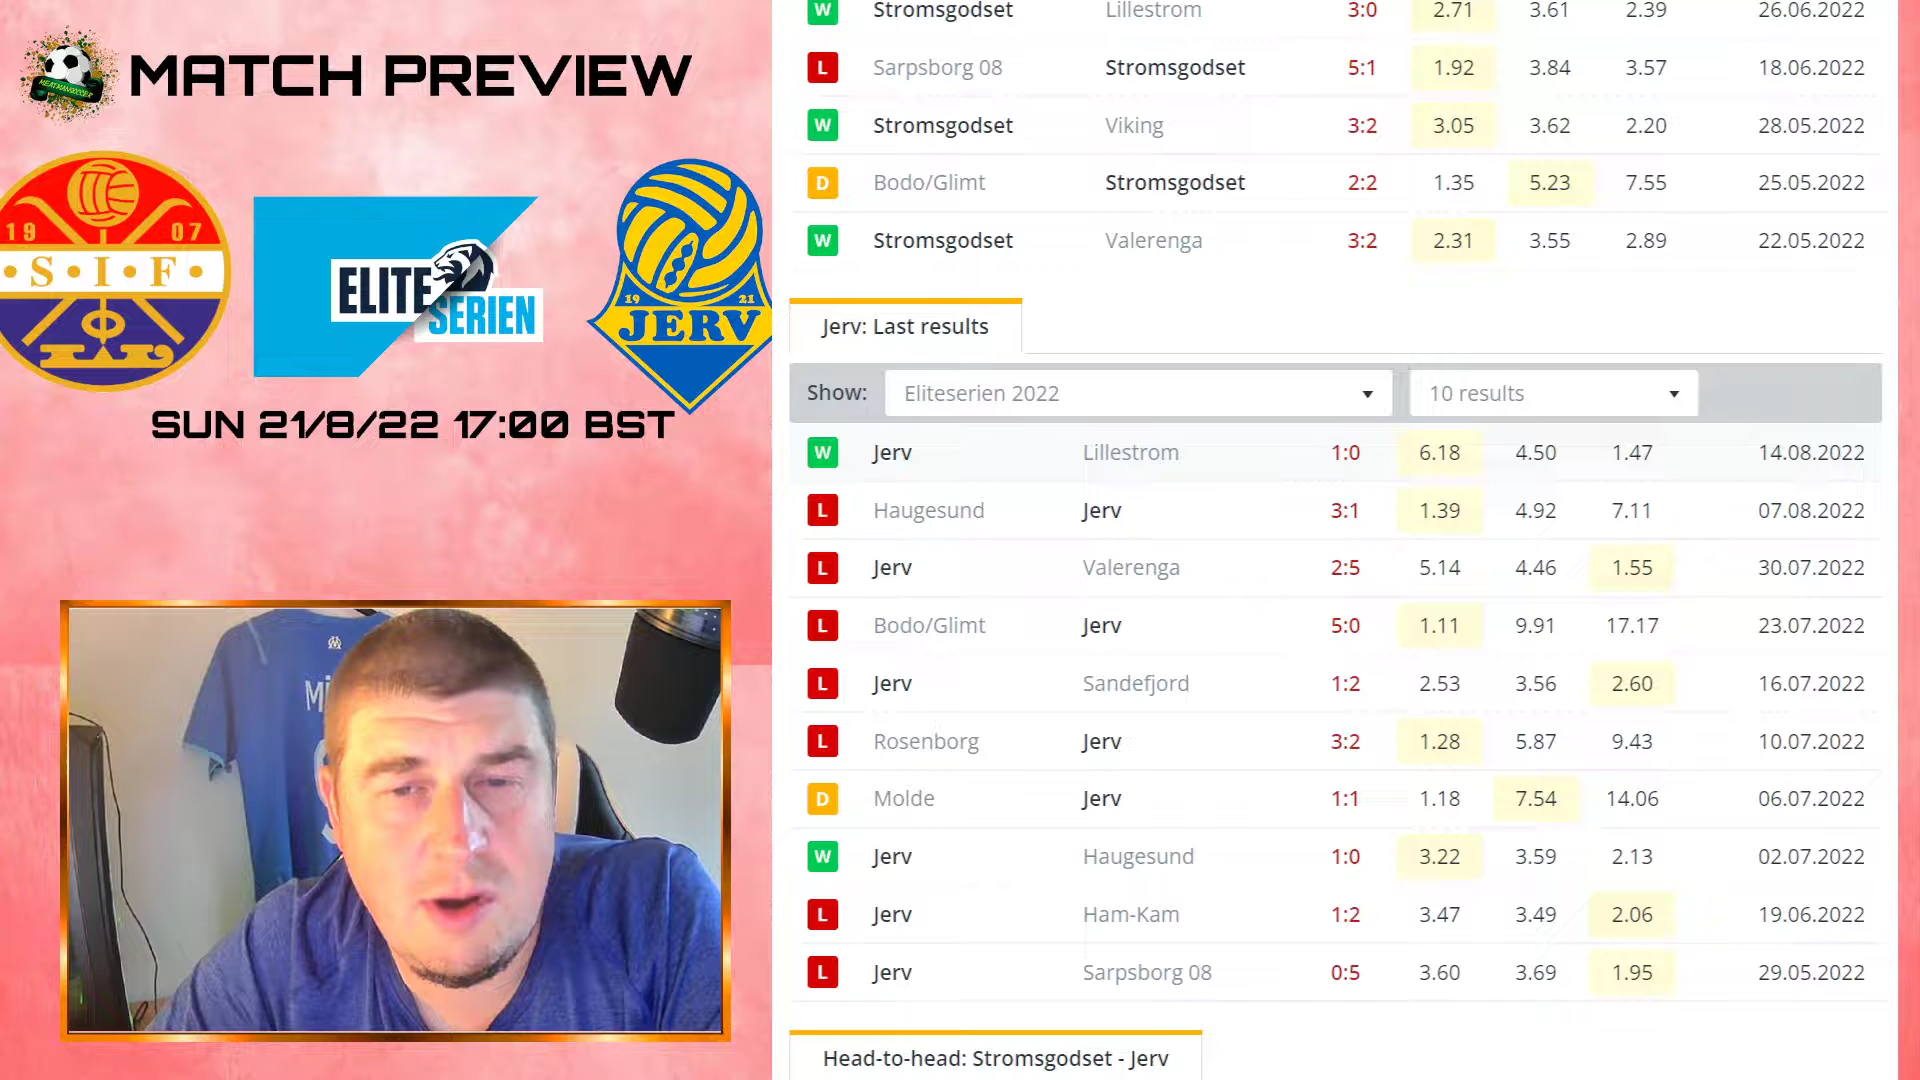 MEATMANSOCCER
MATCH PREVIEW
19 07
S I F
ELITE
SERIEN
19 21
JERV
SUN 21/8/22 17:00 BST
W Stromsgodset Lillestrom 3:0 2.71 3.61 2.39 26.06.2022
L Sarpsborg 08 Stromsgodset 5:1 1.92 3.84 3.57 18.06.2022
W Stromsgodset Viking 3:2 3.05 3.62 2.20 28.05.2022
D Bodo/Glimt Stromsgodset 2:2 1.35 5.23 7.55 25.05.2022
W Stromsgodset Valerenga 3:2 2.31 3.55 2.89 22.05.2022
Jerv: Last results
Show: Eliteserien 2022 10 results
W Jerv Lillestrom 1:0 6.18 4.50 1.47 14.08.2022
L Haugesund Jerv 3:1 1.39 4.92 7.11 07.08.2022
L Jerv Valerenga 2:5 5.14 4.46 1.55 30.07.2022
L Bodo/Glimt Jerv 5:0 1.11 9.91 17.17 23.07.2022
L Jerv Sandefjord 1:2 2.53 3.56 2.60 16.07.2022
L Rosenborg Jerv 3:2 1.28 5.87 9.43 10.07.2022
D Molde Jerv 1:1 1.18 7.54 14.06 06.07.2022
W Jerv Haugesund 1:0 3.22 3.59 2.13 02.07.2022
L Jerv Ham-Kam 1:2 3.47 3.49 2.06 19.06.2022
L Jerv Sarpsborg 08 0:5 3.60 3.69 1.95 29.05.2022
Head-to-head: Stromsgodset - Jerv